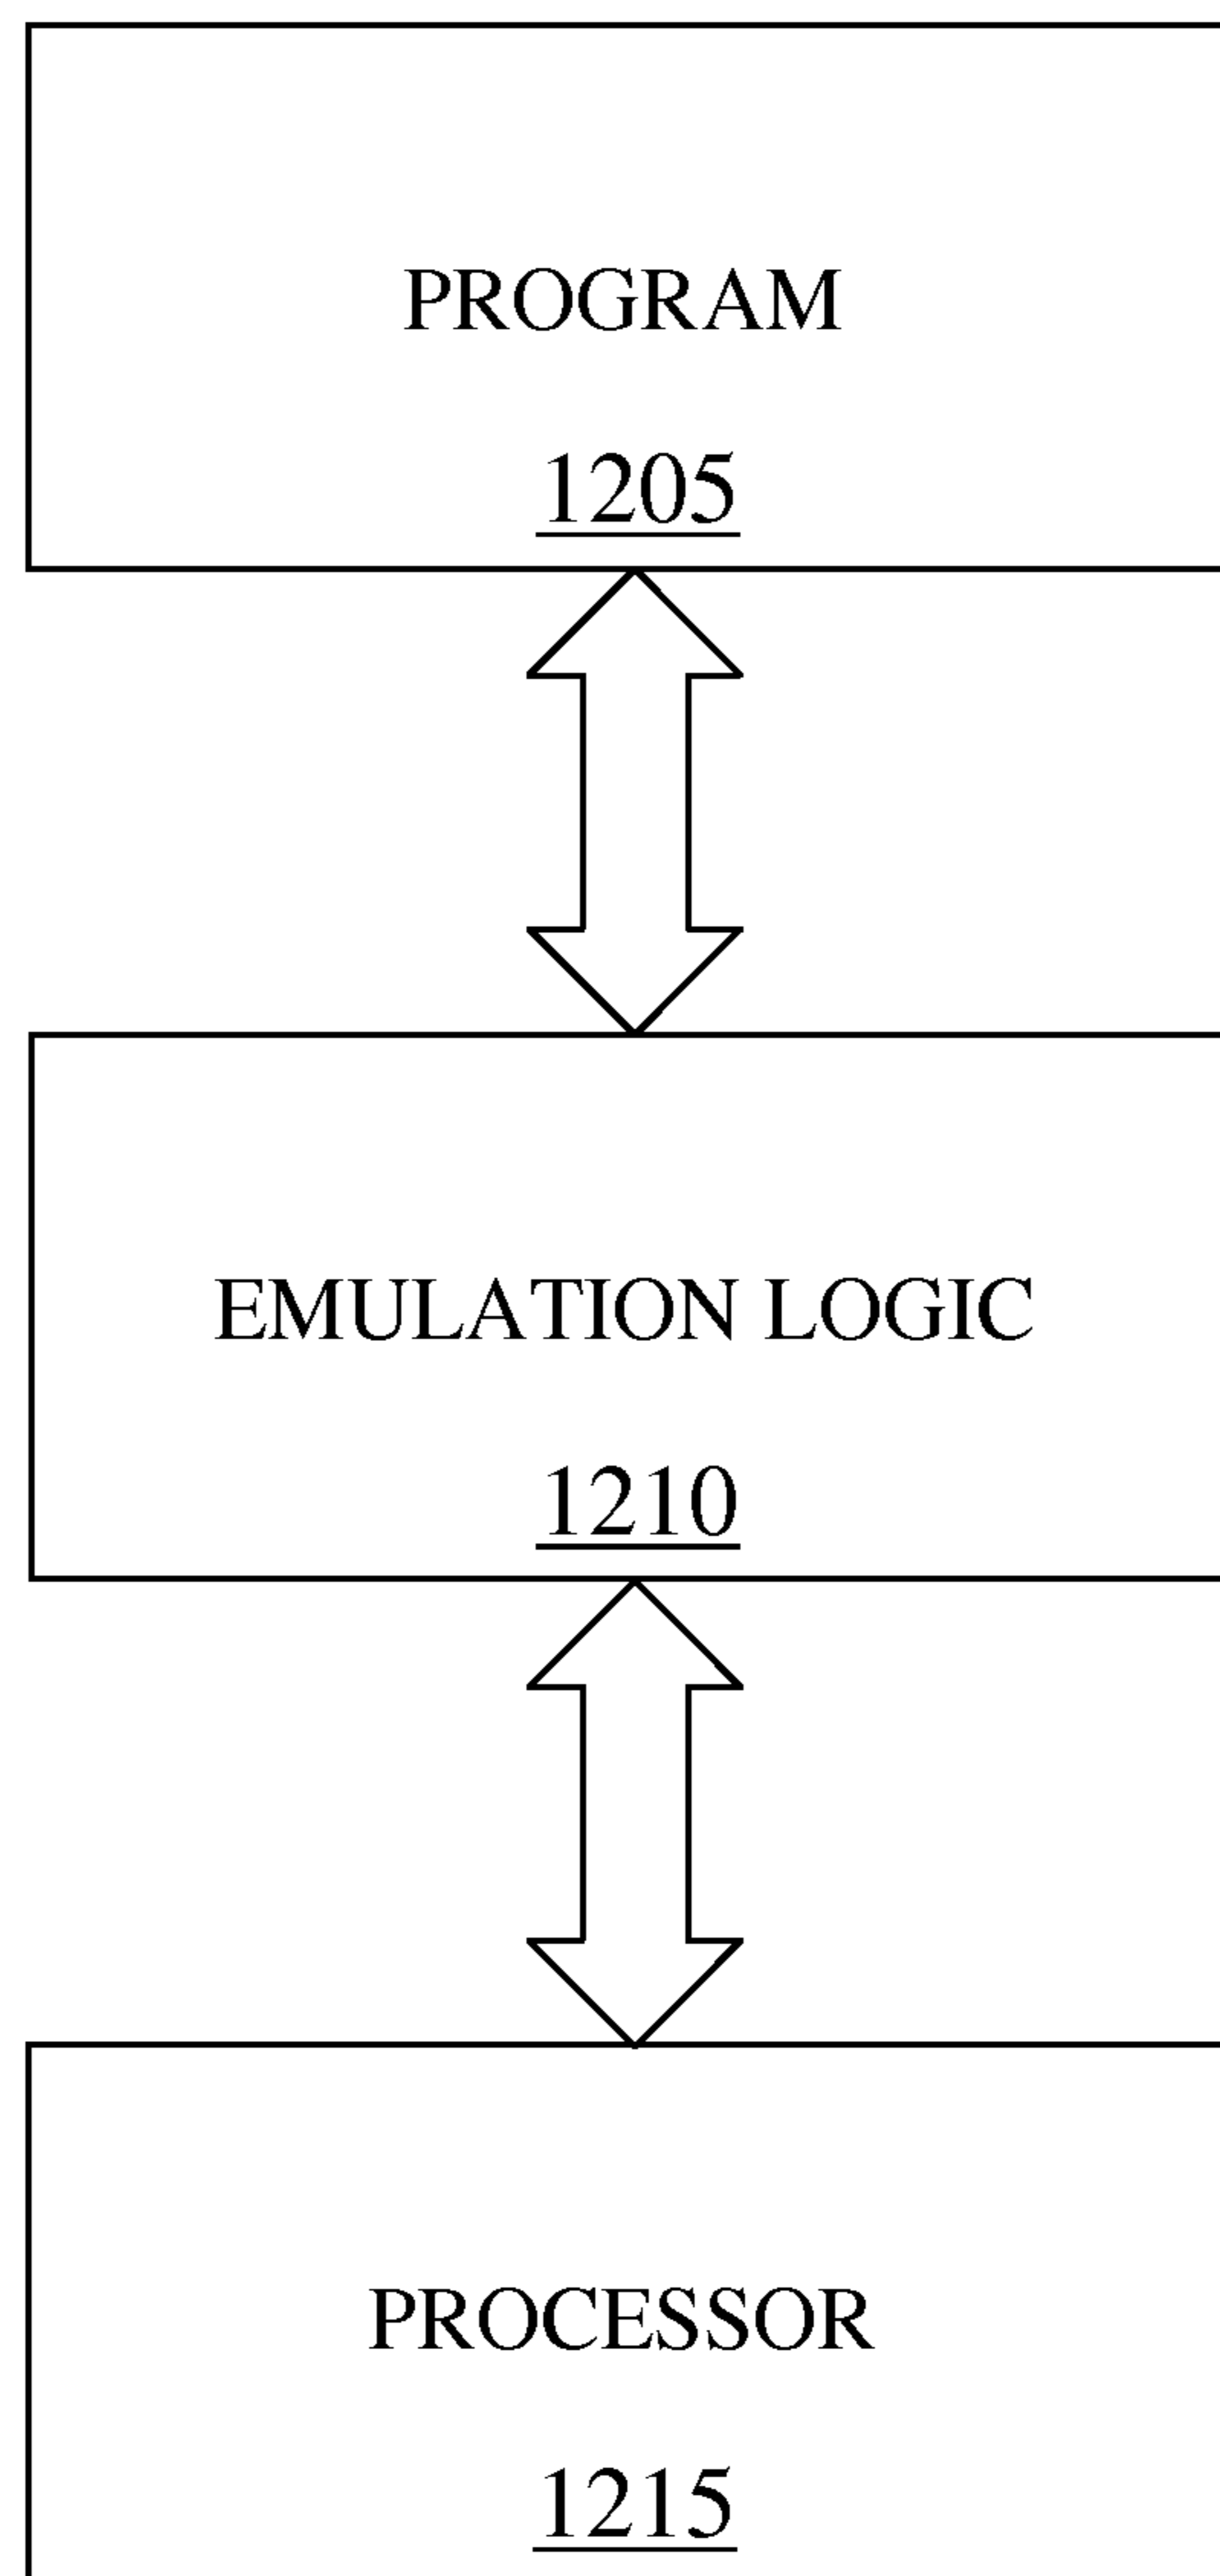 PROGRAM
1205
EMULATION LOGIC
1210
PROCESSOR
1215